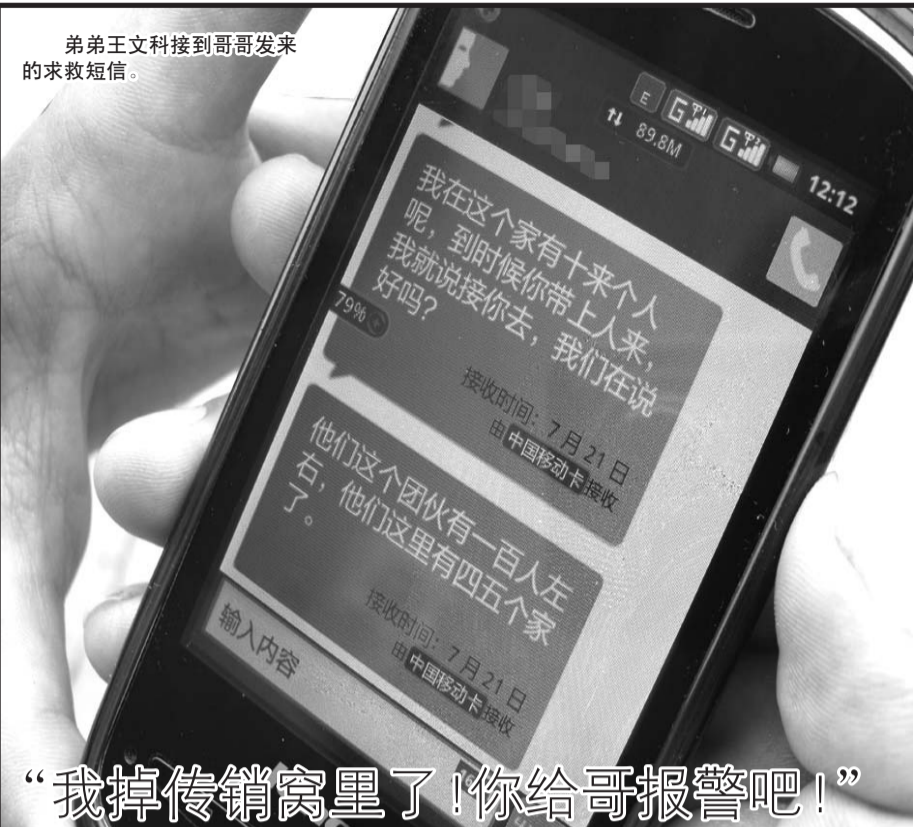 弟弟王文科接到哥哥发来
的求救短信。
E G G
89.8M
12:12
我在这个家有十来个人
呢，到时候你带上人来，
我就说接你去，我们在说
好吗？
79%
接收时间：7月21日
由中国移动卡接收
他们这个团伙有一百人左
右，他们这里有四五个家
了。
接收时间：7月21日
由中国移动卡接收
输入内容
“我掉传销窝里了！你给哥报警吧！”